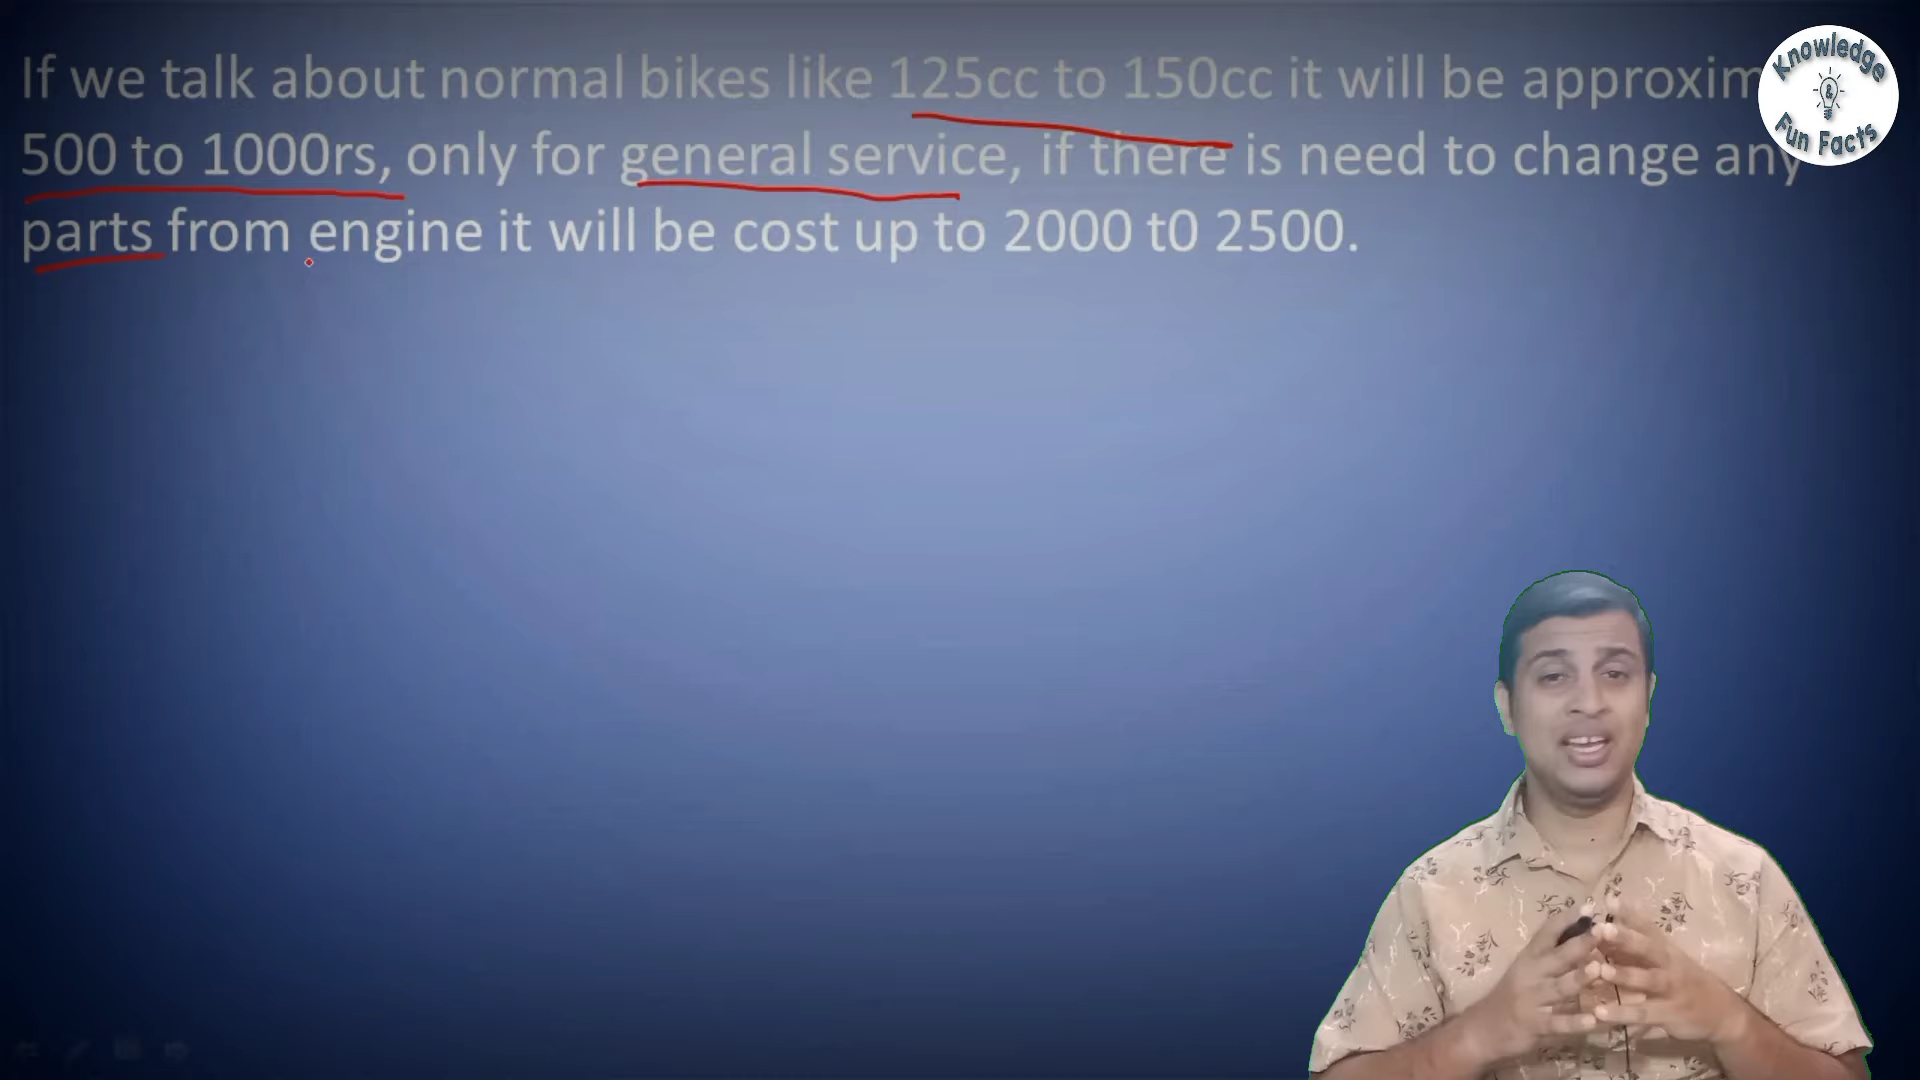 If we talk about normal bikes like 125cc to 150cc it will be
500 to 1000rs, only for general service, if there is need to change any
parts from engine it will be cost up to 2000 t0 2500.
Knowledge
&
Fun Facts